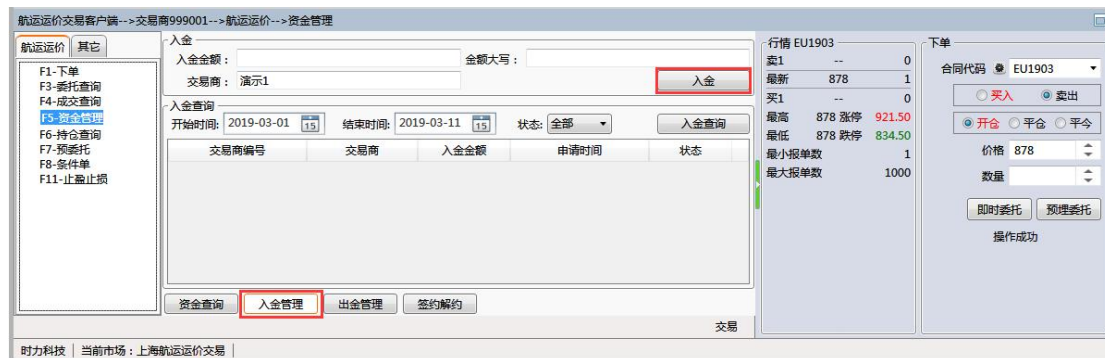 航运运价交易客户端-->交易商999001-->航运运价-->资金管理
航运运价 其它
F1-下单
F3-委托查询
F4-成交查询
F5-资金管理
F6-持仓查询
F7-预委托
F8-条件单
F11-止盈止损
入金
入金金额： 金额大写：
交易商： 演示1 入金
入金查询
开始时间: 2019-03-01 15 结束时间: 2019-03-11 15 状态: 全部 入金查询
交易商编号 交易商 入金金额 申请时间 状态
资金查询 入金管理 出金管理 签约解约
交易
行情 EU1903
卖1 -- 0
最新 878 1
买1 -- 0
最高 878 涨停 921.50
最低 878 跌停 834.50
最小报单数 1
最大报单数 1000
下单
合同代码 EU1903
买入 卖出
开仓 平仓 平今
价格 878
数量
即时委托 预埋委托
操作成功
时力科技 当前市场：上海航运运价交易